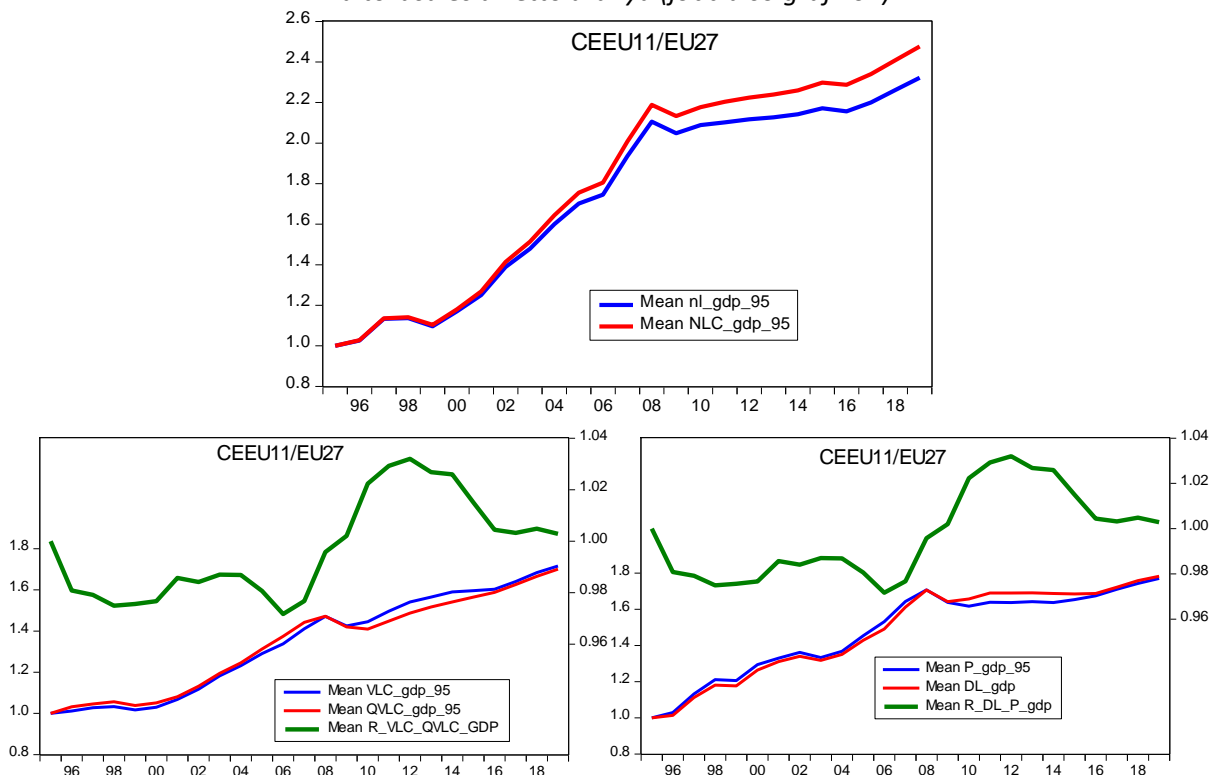 CEEU11/EU27
2.6
2.4
2.2
2.0
1.8
1.6
1.4
1.2
1.0
0.8
Mean nl_gdp_95
Mean NLC_gdp_95
96 98 00 02 04 06 08 10 12 14 16 18
CEEU11/EU27
1.8
1.6
1.4
1.2
1.0
0.8
1.04
1.02
1.00
0.98
0.96
Mean VLC_gdp_95
Mean QVLC_gdp_95
Mean R_VLC_QVLC_GDP
96 98 00 02 04 06 08 10 12 14 16 18
CEEU11/EU27
1.8
1.6
1.4
1.2
1.0
0.8
1.04
1.02
1.00
0.98
0.96
Mean P_gdp_95
Mean DL_gdp
Mean R_DL_P_gdp
96 98 00 02 04 06 08 10 12 14 16 18